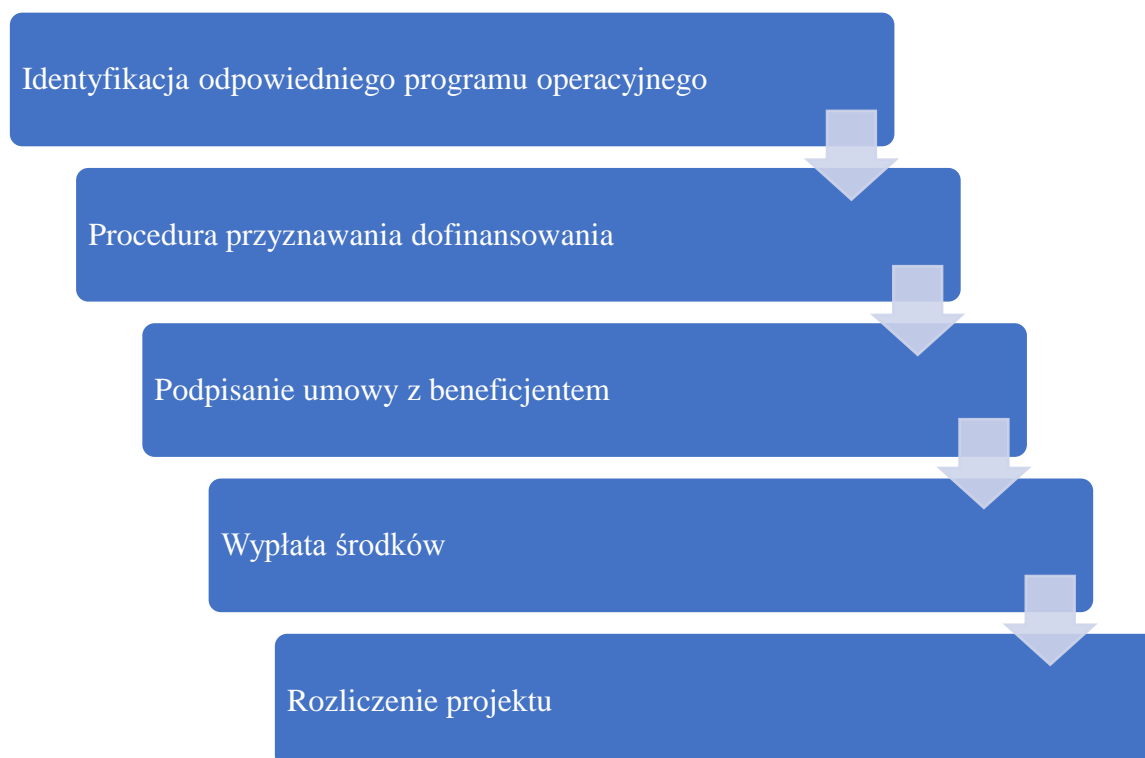 Identyfikacja odpowiedniego programu operacyjnego
Procedura przyznawania dofinansowania
Podpisanie umowy z beneficjentem
Wypłata środków
Rozliczenie projektu